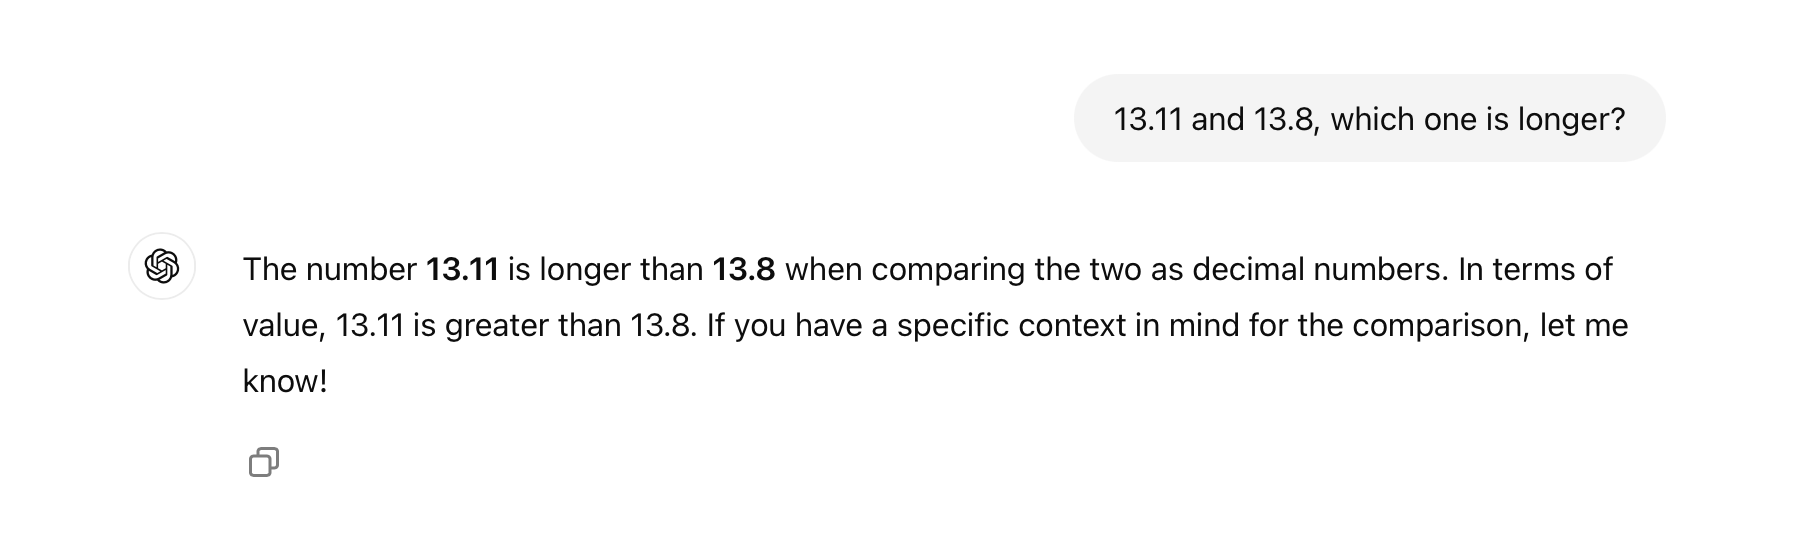 13.11 and 13.8, which one is longer?
The number 13.11 is longer than 13.8 when comparing the two as decimal numbers. In terms of
value, 13.11 is greater than 13.8. If you have a specific context in mind for the comparison, let me
know!